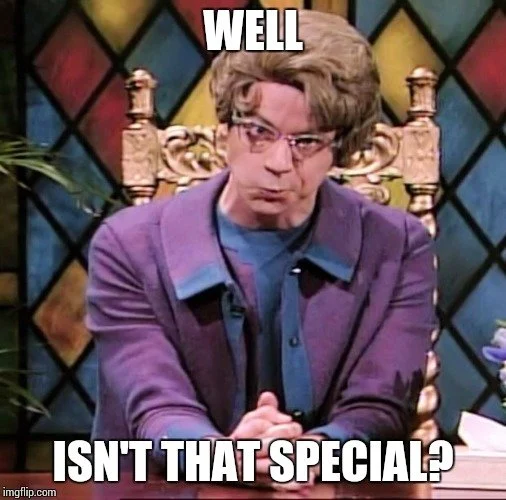 WELL
ISN'T THAT SPECIAL?
imgflip.com